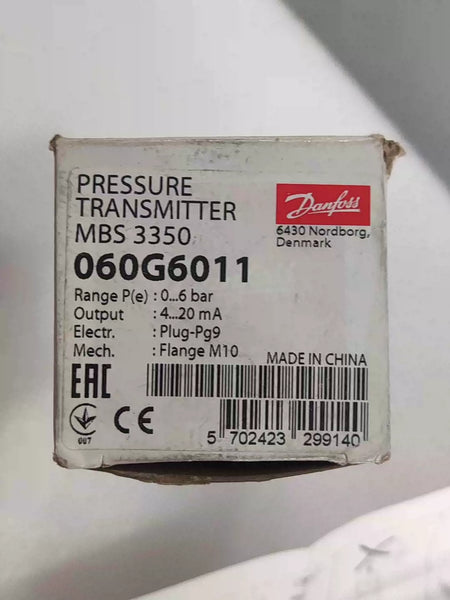 PRESSURE
TRANSMITTER
MBS 3350
060G6011
Danfoss
6430 Nordborg,
Denmark
Range P(e) : 0...6 bar
Output : 4...20 mA
Electr. : Plug-Pg9
Mech. : Flange M10
MADE IN CHINA
EAC
007
CE
5 702423 299140